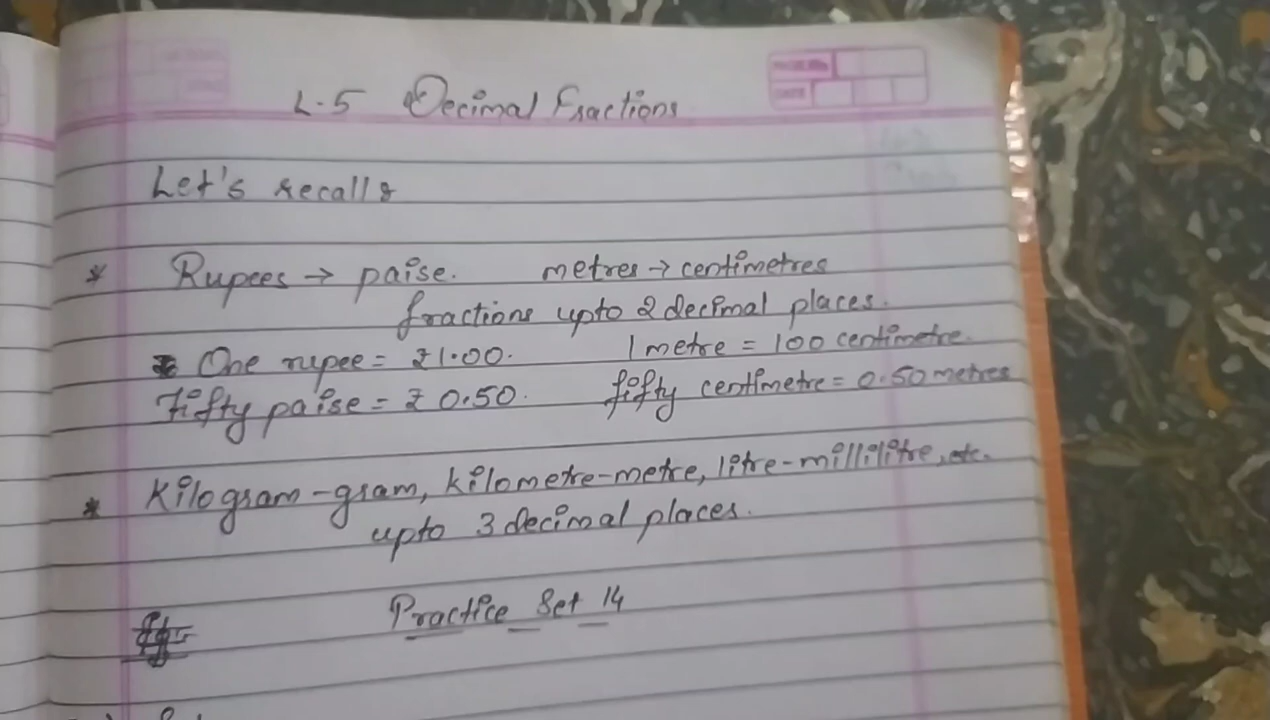 L.5 Decimal Fractions
Let's recall:
* Rupees → paise. metres → centimetres
fractions upto 2 decimal places.
One rupee = ₹1.00. 1 metre = 100 centimetre.
Fifty paise = ₹ 0.50. fifty centimetre = 0.50 metres
* Kilogram-gram, kilometre-metre, litre-millilitre, etc.
upto 3 decimal places.
Practice Set 14